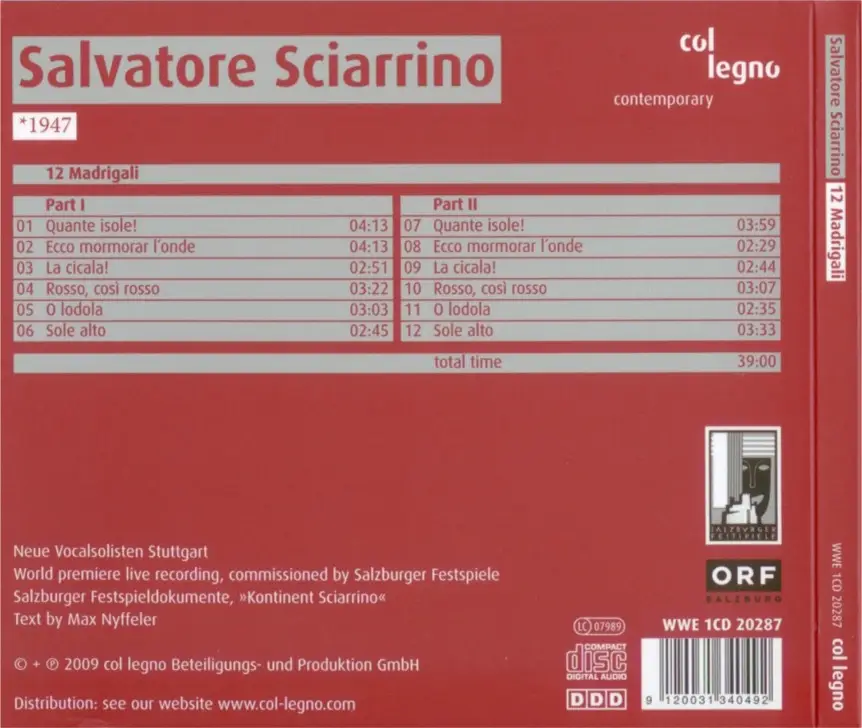 Salvatore Sciarrino
*1947
col legno
contemporary
12 Madrigali
Part I
01 Quante isole! 04:13
02 Ecco mormorar l'onde 04:13
03 La cicala! 02:51
04 Rosso, così rosso 03:22
05 O lodola 03:03
06 Sole alto 02:45
Part II
07 Quante isole! 03:59
08 Ecco mormorar l'onde 02:29
09 La cicala! 02:44
10 Rosso, così rosso 03:07
11 O lodola 02:35
12 Sole alto 03:33
total time 39:00
Neue Vocalsolisten Stuttgart
World premiere live recording, commissioned by Salzburger Festspiele
Salzburger Festspieldokumente, »Kontinent Sciarrino«
Text by Max Nyffeler
© + ℗ 2009 col legno Beteiligungs- und Produktion GmbH
Distribution: see our website www.col-legno.com
SALZBURGER
FESTSPIELE
ORF
SALZBURG
LC 07989
WWE 1CD 20287
COMPACT
disc
DIGITAL AUDIO
DDD
9 120031 340492
Salvatore Sciarrino 12 Madrigali WWE 1CD 20287 col legno